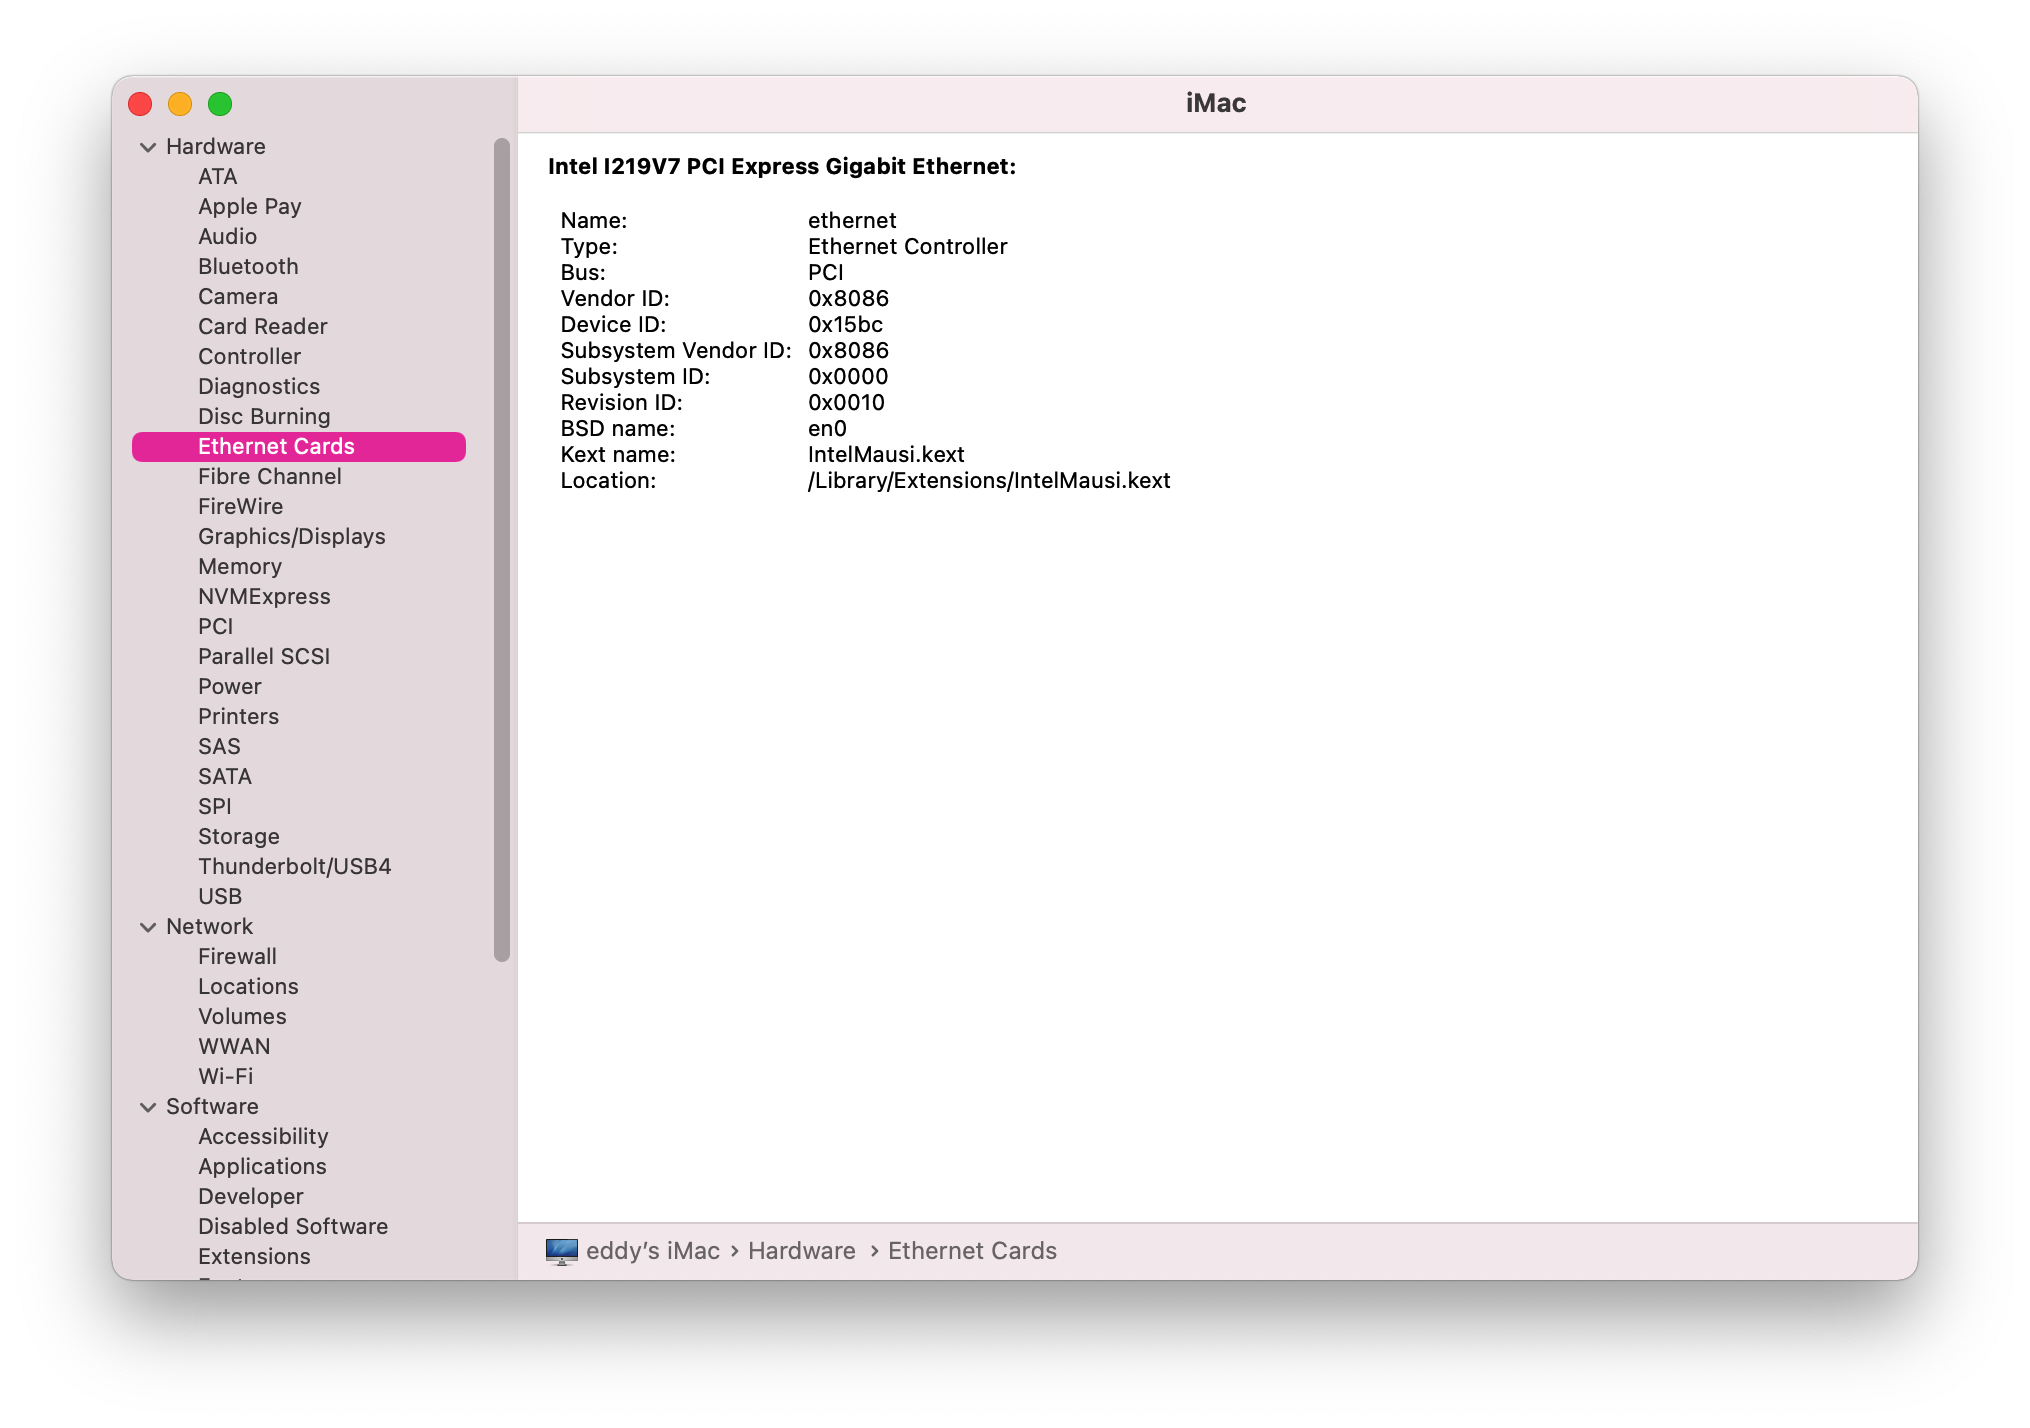 iMac
Hardware
ATA
Apple Pay
Audio
Bluetooth
Camera
Card Reader
Controller
Diagnostics
Disc Burning
Ethernet Cards
Fibre Channel
FireWire
Graphics/Displays
Memory
NVMExpress
PCI
Parallel SCSI
Power
Printers
SAS
SATA
SPI
Storage
Thunderbolt/USB4
USB
Network
Firewall
Locations
Volumes
WWAN
Wi-Fi
Software
Accessibility
Applications
Developer
Disabled Software
Extensions
Intel I219V7 PCI Express Gigabit Ethernet:
Name: ethernet
Type: Ethernet Controller
Bus: PCI
Vendor ID: 0x8086
Device ID: 0x15bc
Subsystem Vendor ID: 0x8086
Subsystem ID: 0x0000
Revision ID: 0x0010
BSD name: en0
Kext name: IntelMausi.kext
Location: /Library/Extensions/IntelMausi.kext
eddy’s iMac › Hardware › Ethernet Cards